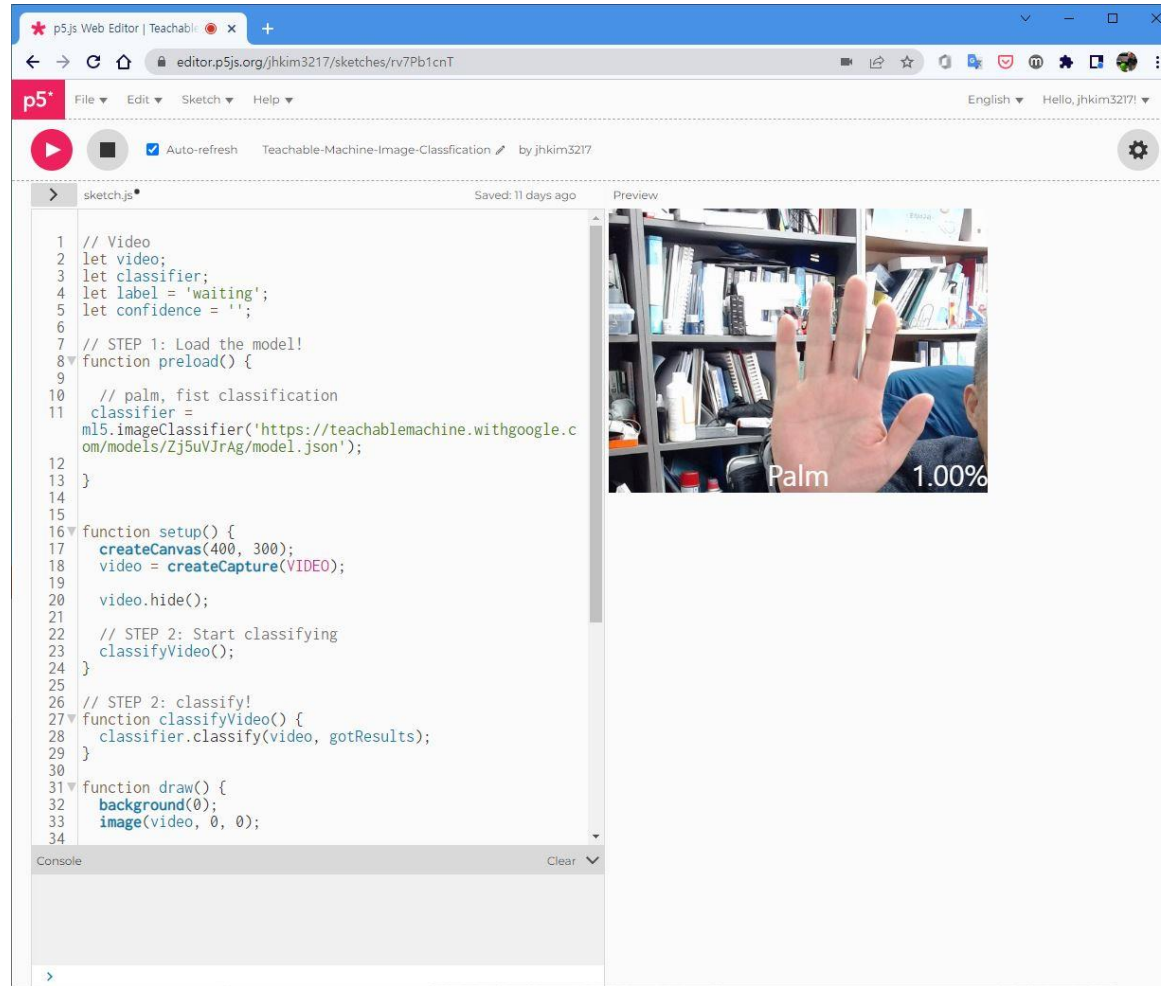 p5.js Web Editor | Teachabl
editor.p5js.org/jhkim3217/sketches/rv7Pb1cnT
p5* File Edit Sketch Help English Hello, jhkim3217!
Auto-refresh Teachable-Machine-Image-Classfication by jhkim3217
sketch.js Saved: 11 days ago Preview
1 // Video
2 let video;
3 let classifier;
4 let label = 'waiting';
5 let confidence = '';
6
7 // STEP 1: Load the model!
8 function preload() {
9
10 // palm, fist classification
11 classifier =
ml5.imageClassifier('https://teachablemachine.withgoogle.c
om/models/Zj5uVJrAg/model.json');
12
13 }
14
15
16 function setup() {
17 createCanvas(400, 300);
18 video = createCapture(VIDEO);
19
20 video.hide();
21
22 // STEP 2: Start classifying
23 classifyVideo();
24 }
25
26 // STEP 2: classify!
27 function classifyVideo() {
28 classifier.classify(video, gotResults);
29 }
30
31 function draw() {
32 background(0);
33 image(video, 0, 0);
34
Palm 1.00%
Console Clear
>